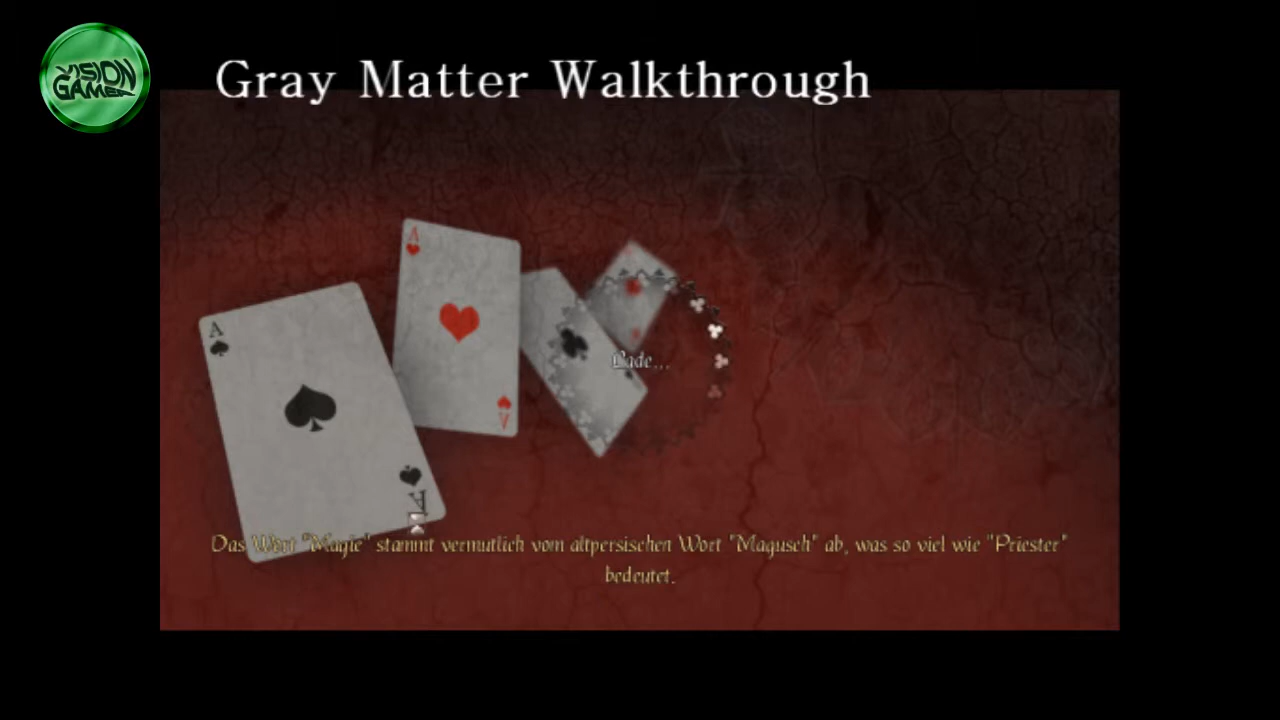 VISION
GAMER
Gray Matter Walkthrough
A
A
A
A
Lade...
Das Wort "Magie" stammt vermutlich vom altpersischen Wort "Magusch" ab, was so viel wie "Priester"
bedeutet.